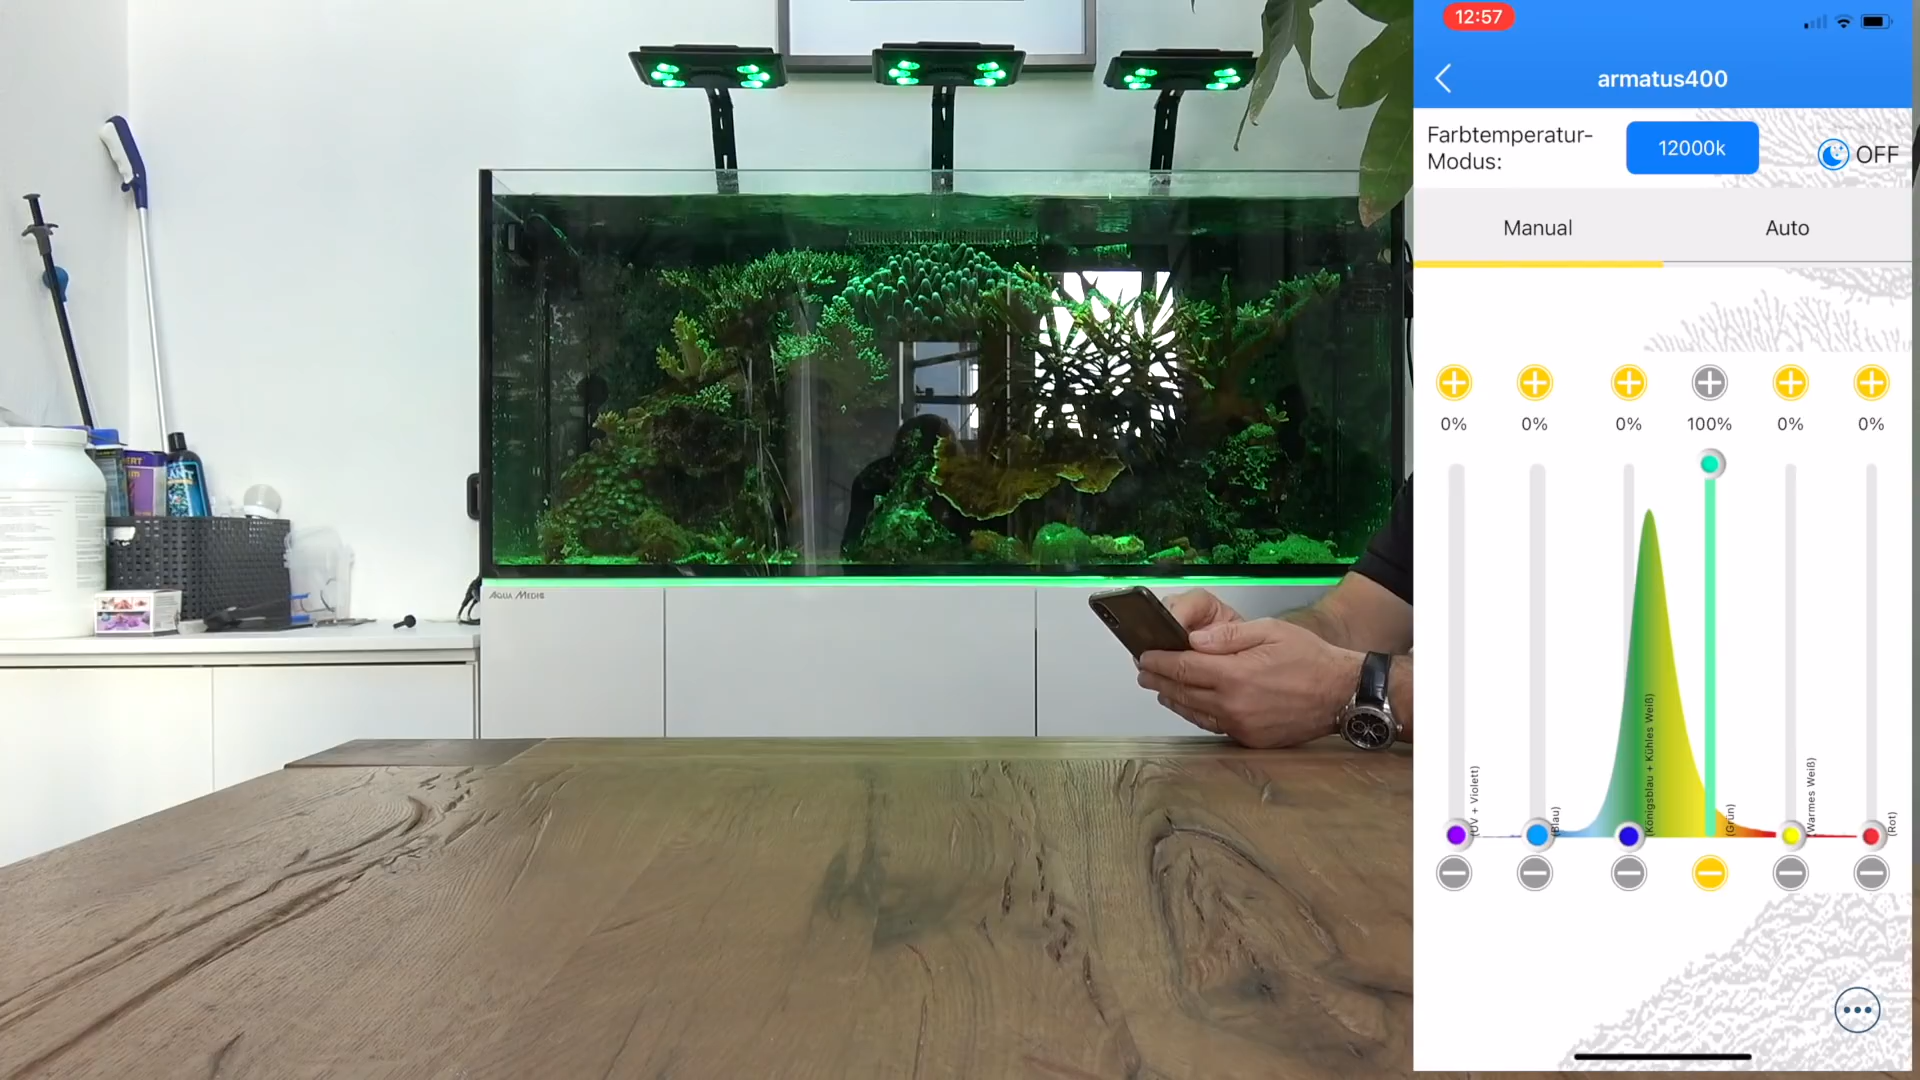 12:57
armatus400
Farbtemperatur-
Modus:
12000k
OFF
Manual
Auto
0%
0%
0%
100%
0%
0%
(UV + Violett)
(Blau)
(Königsblau + Kühles Weiß)
(Grün)
(Warmes Weiß)
(Rot)
AQUA MEDIC